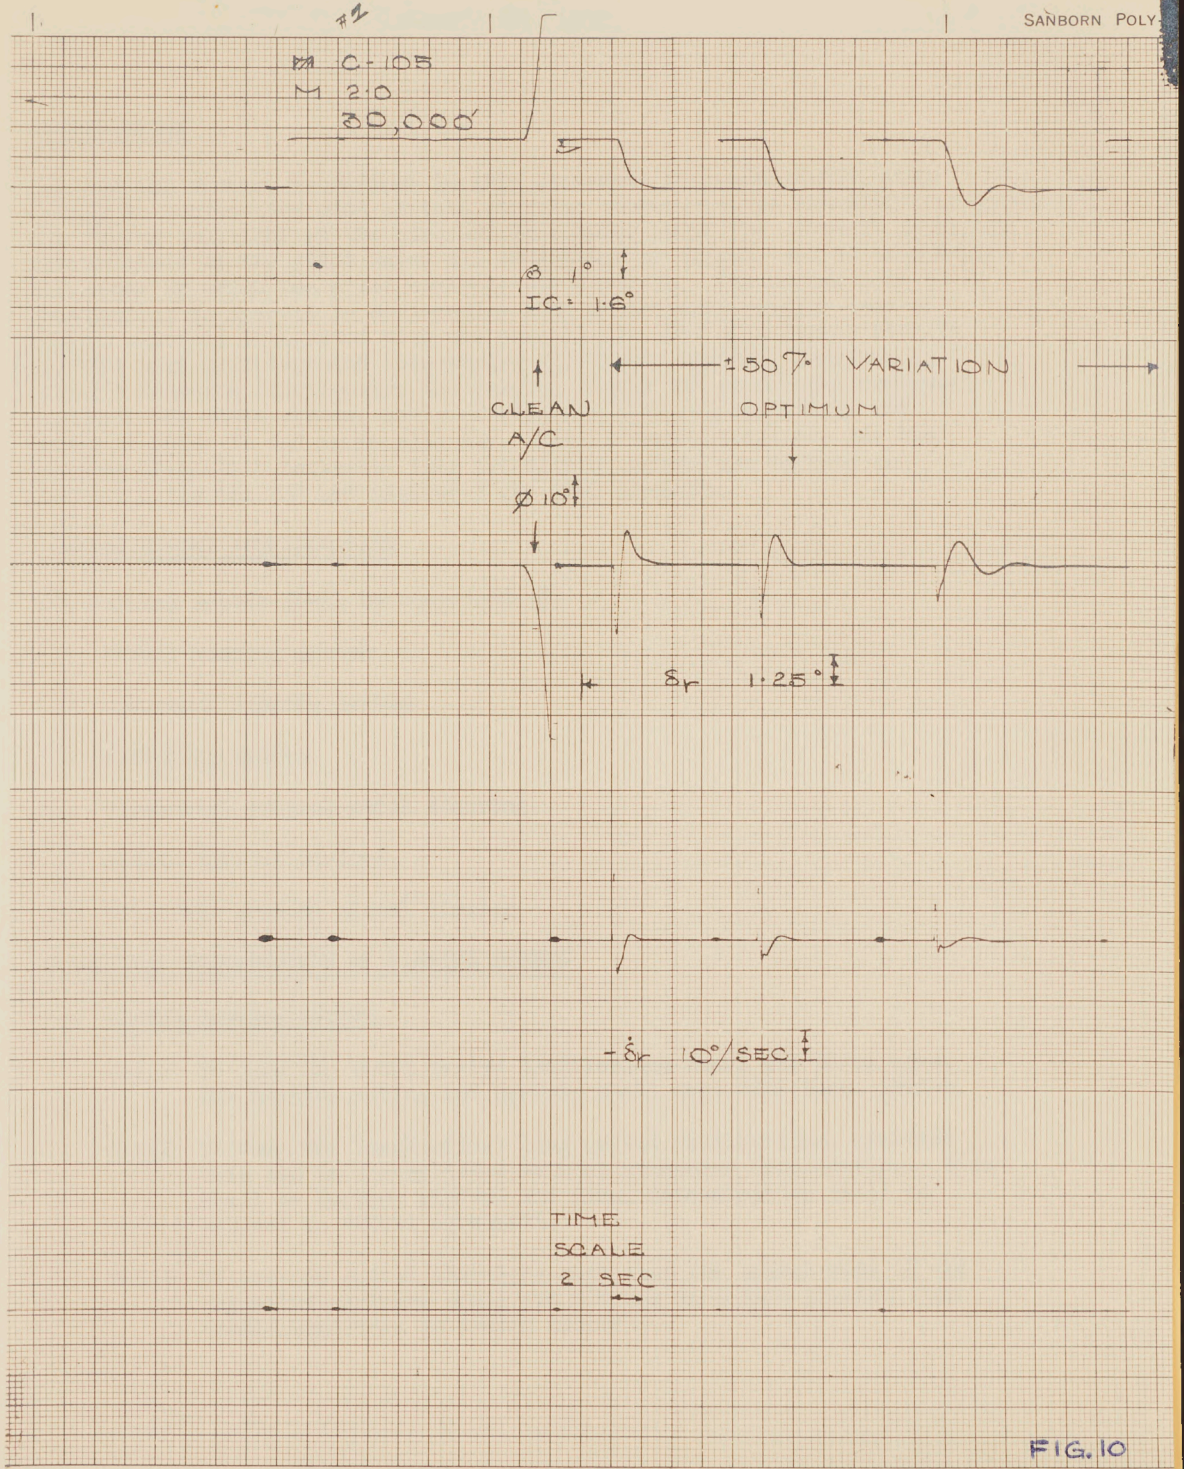 #2
SANBORN POLY-
C-105
M 2.0
30,000'
β 1°
IC = 1.6°
±50% VARIATION
CLEAN
A/C
OPTIMUM
Ø 10°
δr 1.25°
-δ̇r 10°/SEC
TIME
SCALE
2 SEC
FIG. 10